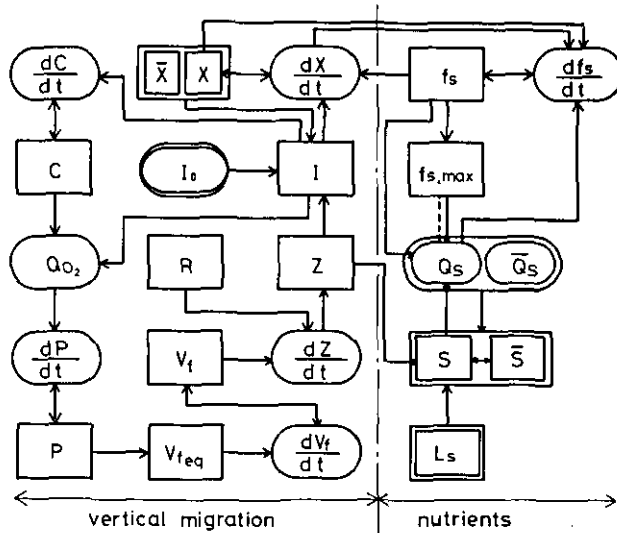 dC
dt
X̄ X
dX
dt
fs
dfs
dt
C
I0
I
fs,max
QO2
R
Z
Qs Q̄s
dP
dt
Vf
dZ
dt
S S̄
P
Vfeq
dVf
dt
Ls
vertical migration
nutrients